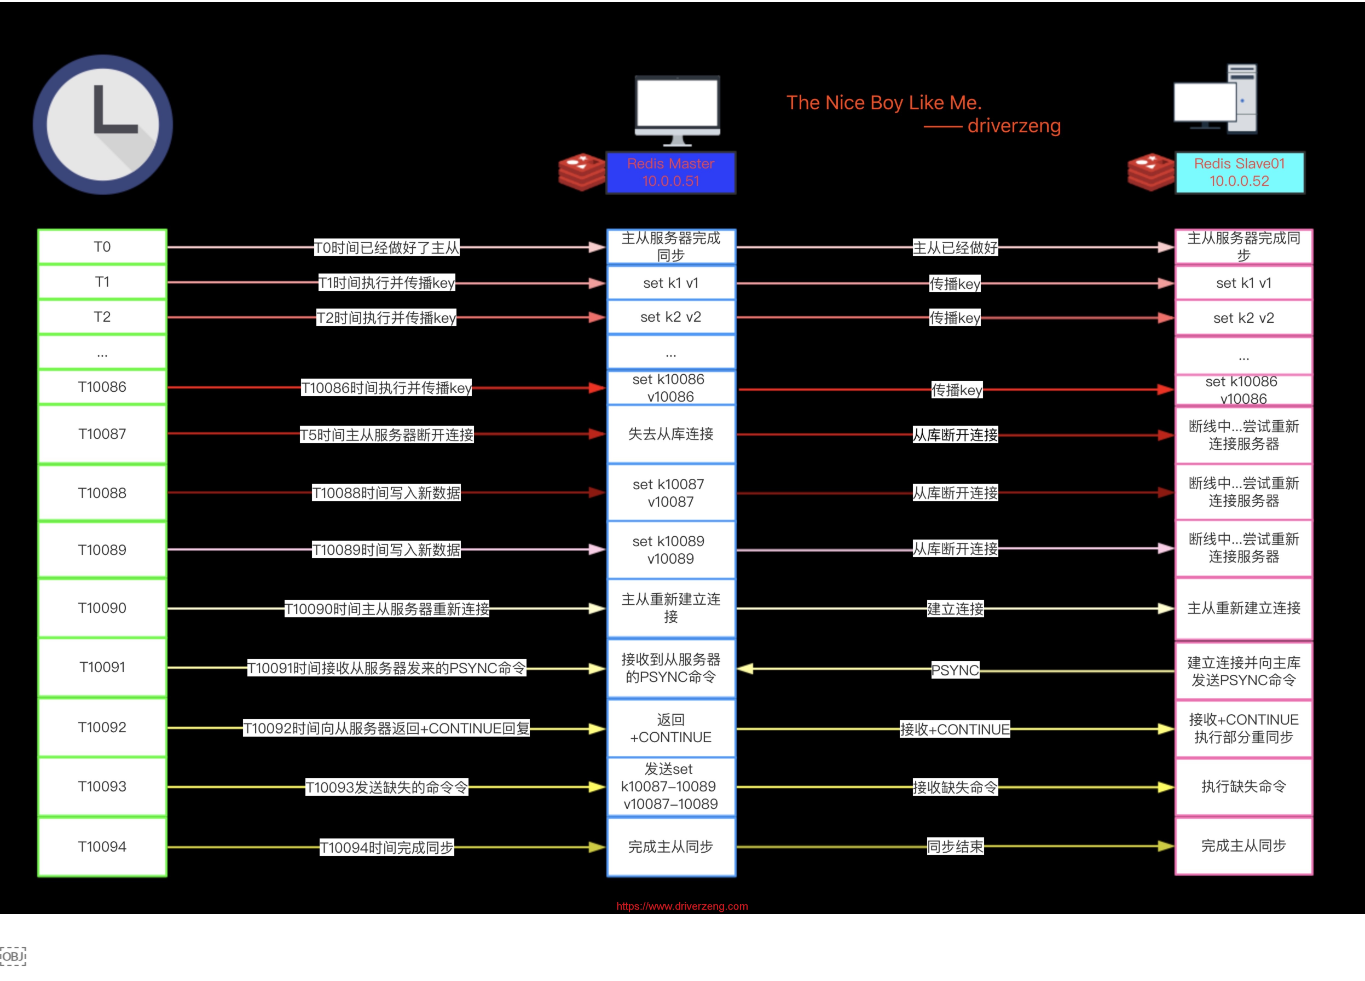 The Nice Boy Like Me.
—— driverzeng
Redis Master
10.0.0.51
Redis Slave01
10.0.0.52
T0
T0时间已经做好了主从
主从服务器完成
同步
主从已经做好
主从服务器完成同
步
T1
T1时间执行并传播key
set k1 v1
传播key
set k1 v1
T2
T2时间执行并传播key
set k2 v2
传播key
set k2 v2
...
...
...
T10086
T10086时间执行并传播key
set k10086
v10086
传播key
set k10086
v10086
T10087
T5时间主从服务器断开连接
失去从库连接
从库断开连接
断线中...尝试重新
连接服务器
T10088
T10088时间写入新数据
set k10087
v10087
从库断开连接
断线中...尝试重新
连接服务器
T10089
T10089时间写入新数据
set k10089
v10089
从库断开连接
断线中...尝试重新
连接服务器
T10090
T10090时间主从服务器重新连接
主从重新建立连
接
建立连接
主从重新建立连接
T10091
T10091时间接收从服务器发来的PSYNC命令
接收到从服务器
的PSYNC命令
PSYNC
建立连接并向主库
发送PSYNC命令
T10092
T10092时间向从服务器返回+CONTINUE回复
返回
+CONTINUE
接收+CONTINUE
接收+CONTINUE
执行部分重同步
T10093
T10093发送缺失的命令令
发送set
k10087-10089
v10087-10089
接收缺失命令
执行缺失命令
T10094
T10094时间完成同步
完成主从同步
同步结束
完成主从同步
https://www.driverzeng.com
OBJ